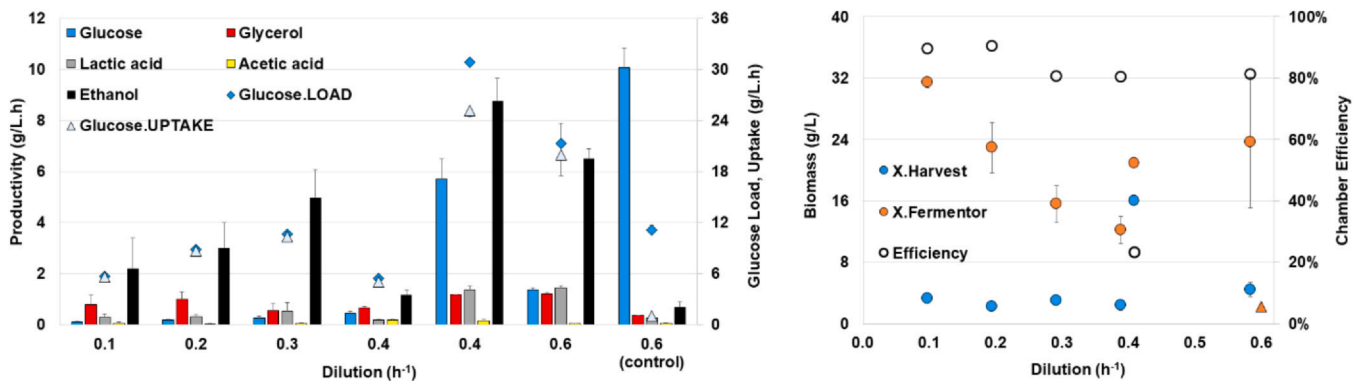 12
10
8
6
4
2
0
Productivity (g/L.h)
Glucose
Glycerol
Lactic acid
Acetic acid
Ethanol
Glucose.LOAD
Glucose.UPTAKE
36
30
24
18
12
6
0
Glucose Load, Uptake (g/L.h)
0.1 0.2 0.3 0.4 0.4 0.6 0.6
(control)
Dilution (h-1)
40
32
24
16
8
0
Biomass (g/L)
X.Harvest
X.Fermentor
Efficiency
100%
80%
60%
40%
20%
0%
Chamber Efficiency
0.0 0.1 0.2 0.3 0.4 0.5 0.6
Dilution (h-1)